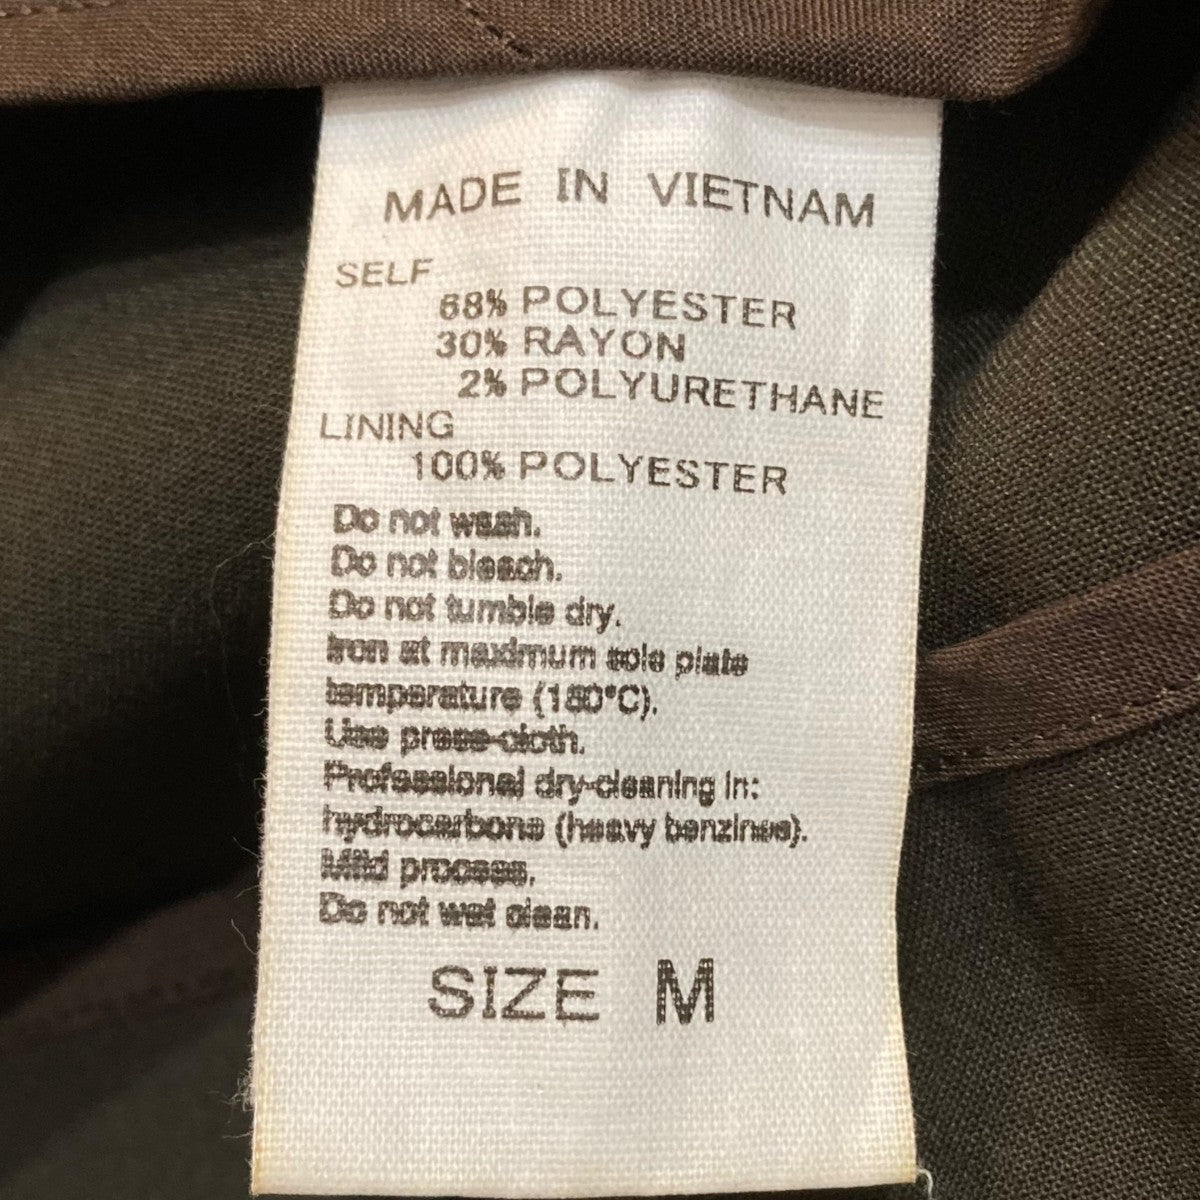 MADE IN VIETNAM
SELF
68% POLYESTER
30% RAYON
2% POLYURETHANE
LINING
100% POLYESTER
Do not wash.
Do not bleach.
Do not tumble dry.
Iron at maximum sole plate
temperature (150°C).
Use press-cloth.
Professional dry-cleaning in:
hydrocarbons (heavy benzines).
Mild process.
Do not wet clean.
SIZE M